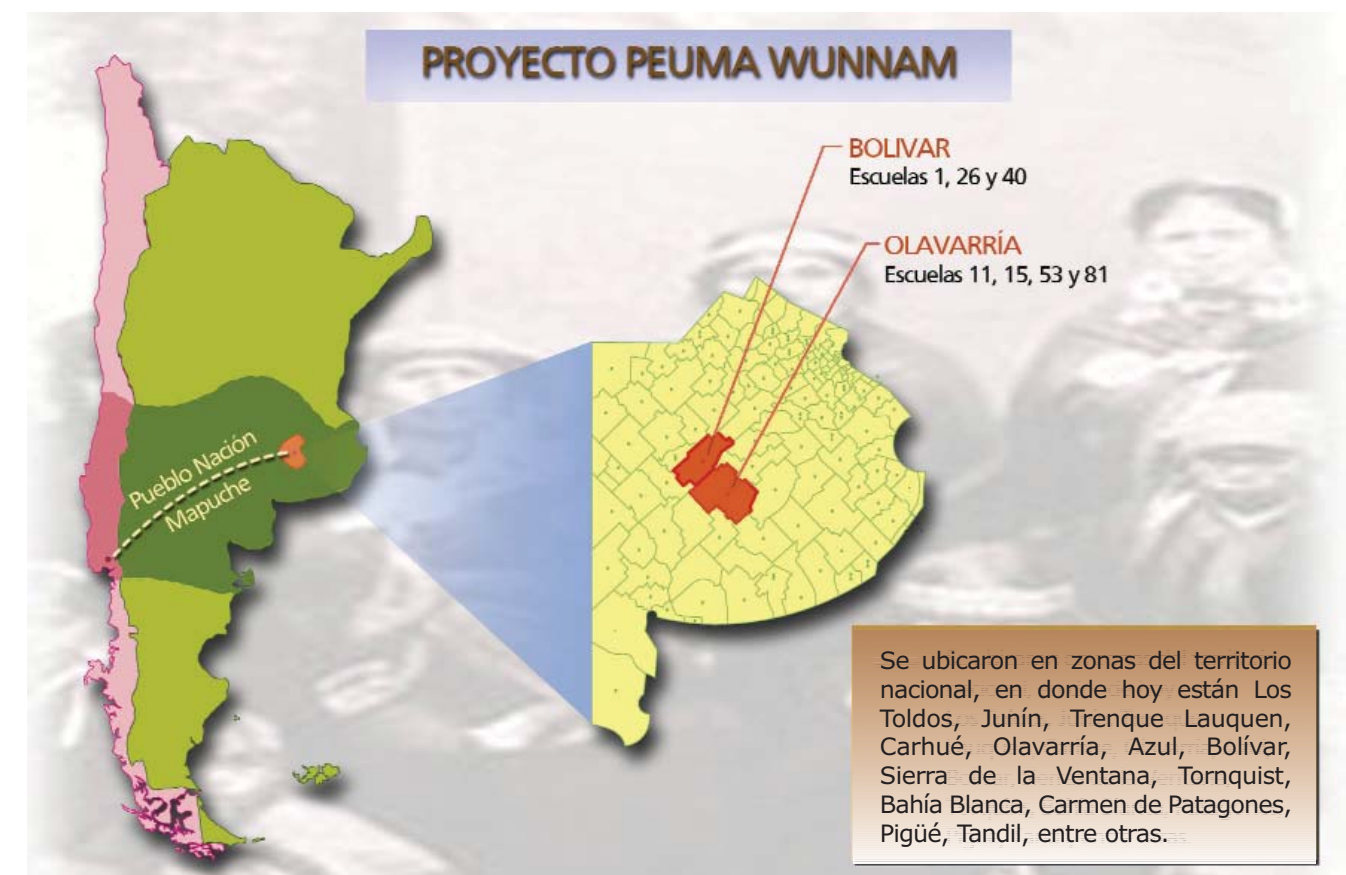 PROYECTO PEUMA WUNNAM
BOLIVAR
Escuelas 1, 26 y 40
OLAVARRÍA
Escuelas 11, 15, 53 y 81
Pueblo Nación
Mapuche
Se ubicaron en zonas del territorio
nacional, en donde hoy están Los
Toldos, Junín, Trenque Lauquen,
Carhué, Olavarría, Azul, Bolívar,
Sierra de la Ventana, Tornquist,
Bahía Blanca, Carmen de Patagones,
Pigüé, Tandil, entre otras.